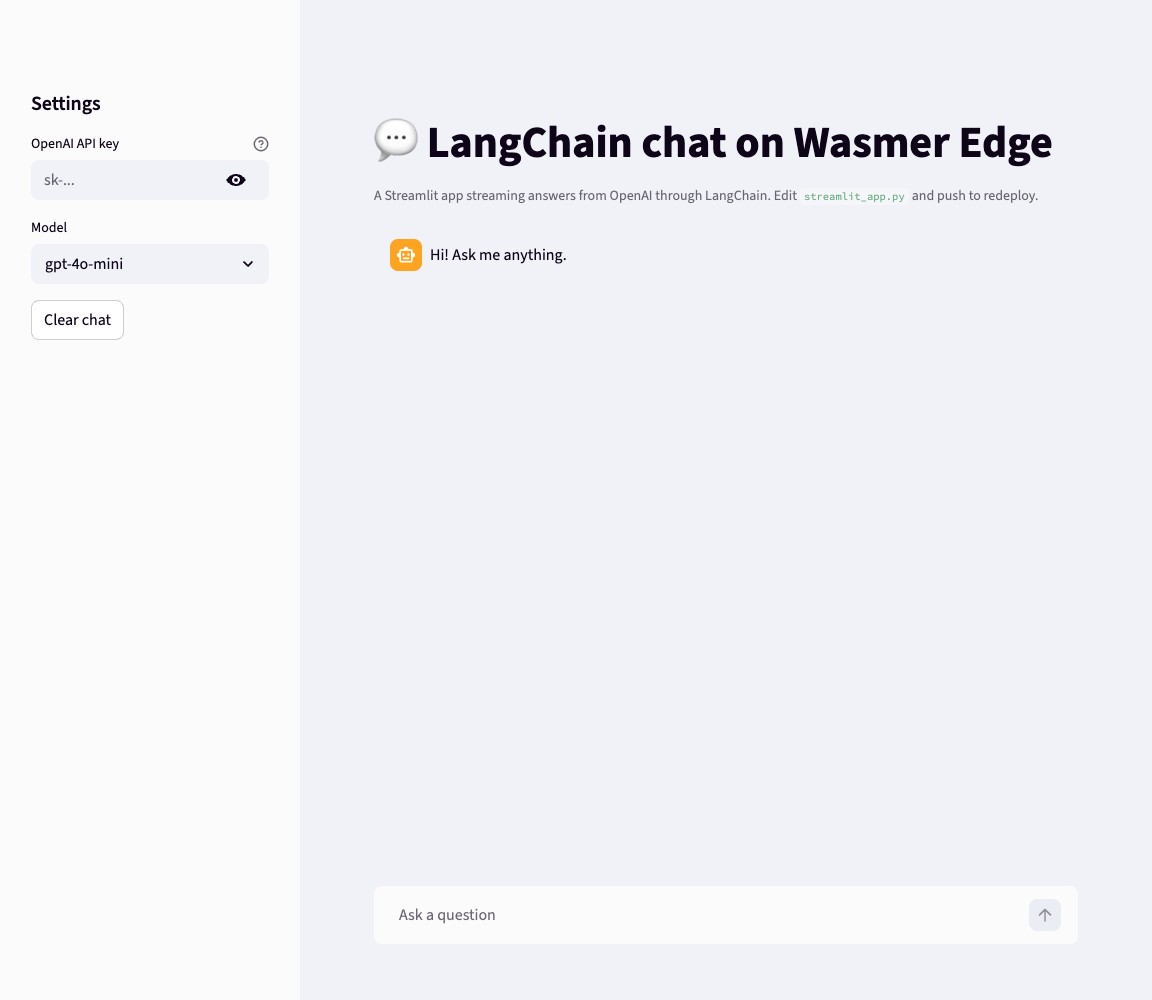 Settings
OpenAI API key
sk-...
Model
gpt-4o-mini
Clear chat
💬 LangChain chat on Wasmer Edge
A Streamlit app streaming answers from OpenAI through LangChain. Edit streamlit_app.py and push to redeploy.
Hi! Ask me anything.
Ask a question